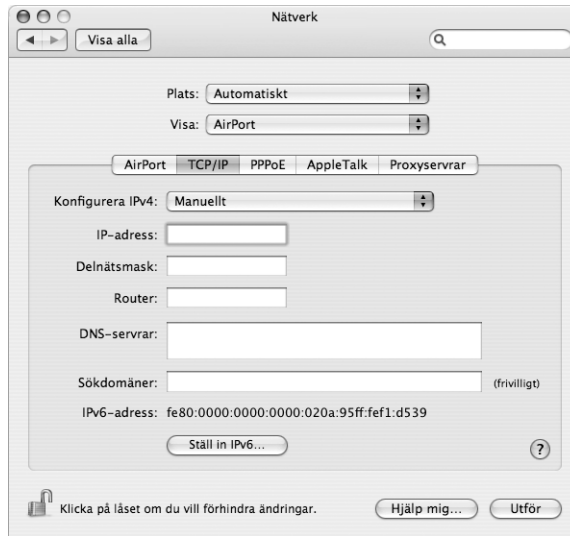 Nätverk
Visa alla
Plats: Automatiskt
Visa: AirPort
AirPort TCP/IP PPPoE AppleTalk Proxyservrar
Konfigurera IPv4: Manuellt
IP-adress:
Delnätsmask:
Router:
DNS-servrar:
Sökdomäner: (frivilligt)
IPv6-adress: fe80:0000:0000:0000:020a:95ff:fef1:d539
Ställ in IPv6...
?
Klicka på låset om du vill förhindra ändringar. Hjälp mig... Utför